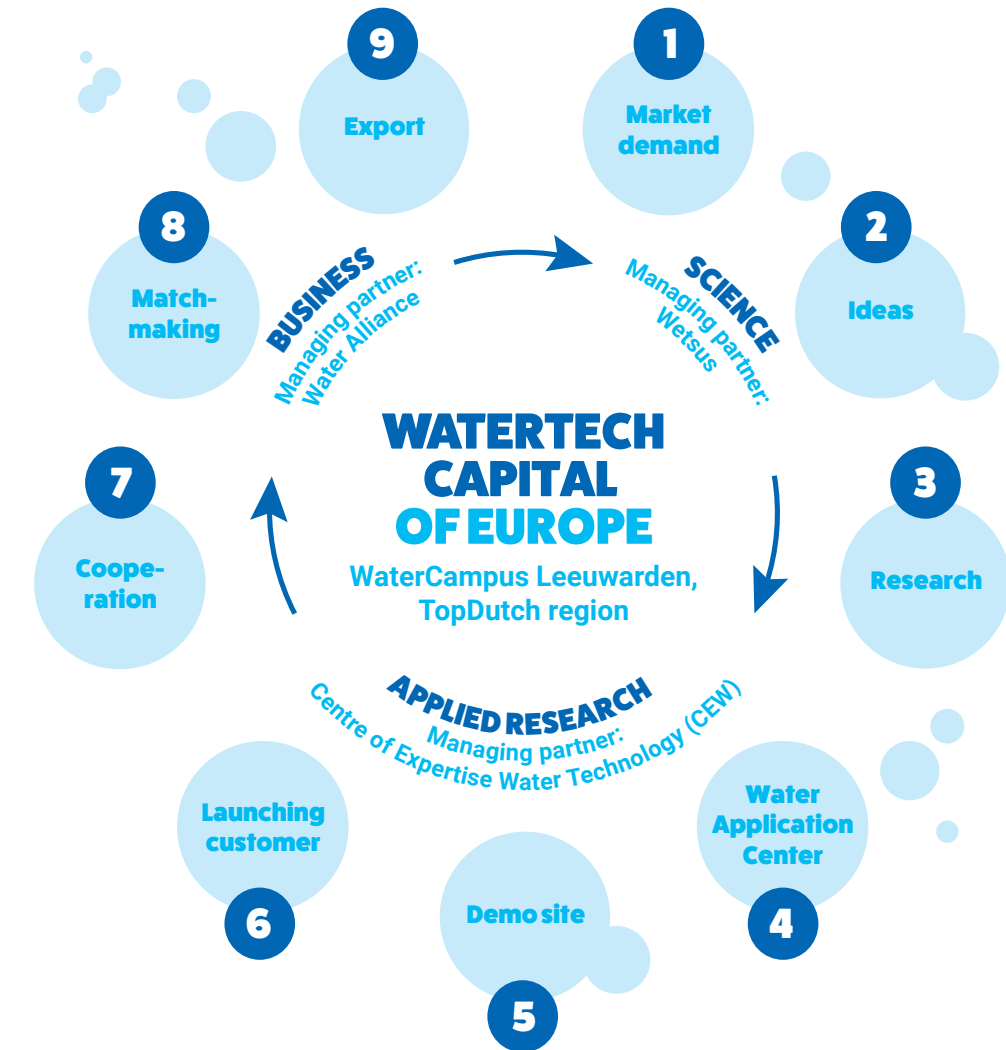 9
Export
1
Market
demand
8
Match-
making
2
Ideas
BUSINESS
Managing partner:
Water Alliance
SCIENCE
Managing partner:
Wetsus
WATERTECH
CAPITAL
OF EUROPE
WaterCampus Leeuwarden,
TopDutch region
7
Coope-
ration
3
Research
APPLIED RESEARCH
Managing partner:
Centre of Expertise Water Technology (CEW)
Launching
customer
6
Demo site
5
Water
Application
Center
4